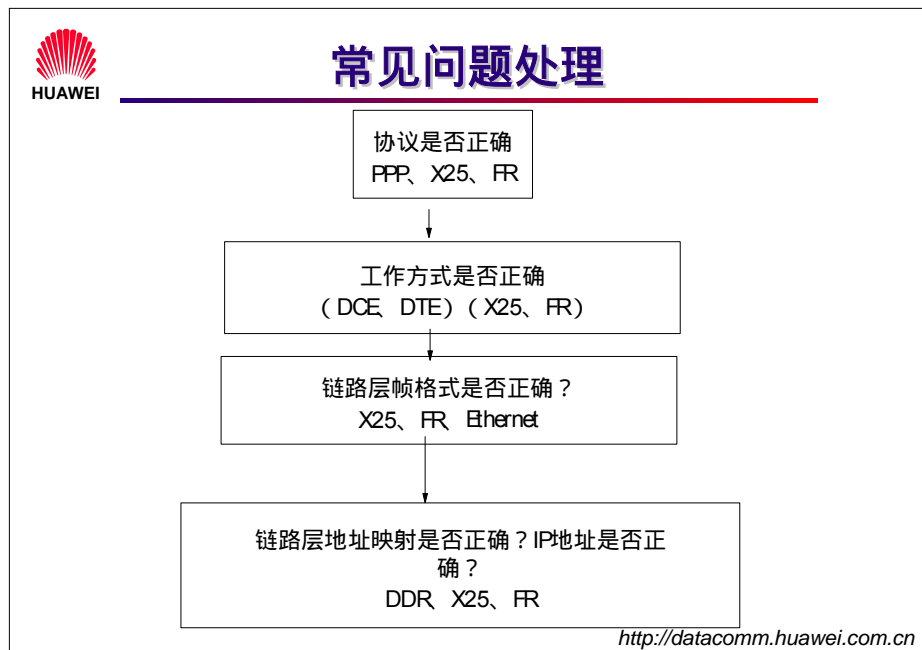 常见问题处理
HUAWEI
协议是否正确
PPP、X25、FR
工作方式是否正确
（DCE、DTE）（X25、FR）
链路层帧格式是否正确？
X25、FR、Ethernet
链路层地址映射是否正确？IP地址是否正
确？
DDR、X25、FR
http://datacomm.huawei.com.cn